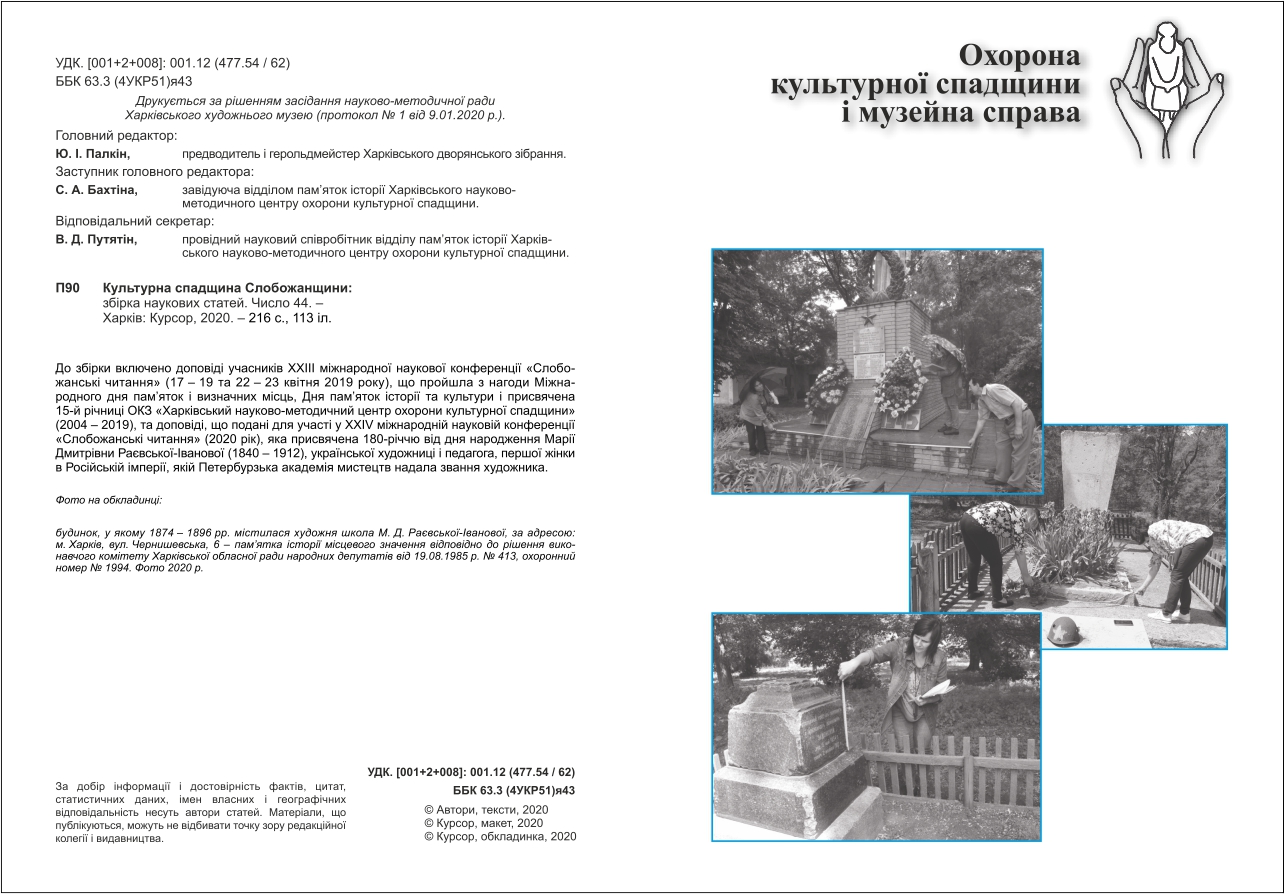 УДК. [001+2+008]: 001.12 (477.54 / 62)
ББК 63.3 (4УКР51)я43
Друкується за рішенням засідання науково-методичної ради
Харківського художнього музею (протокол № 1 від 9.01.2020 р.).
Головний редактор:
Ю. І. Палкін, предводитель і герольдмейстер Харківського дворянського зібрання.
Заступник головного редактора:
С. А. Бахтіна, завідуюча відділом пам’яток історії Харківського науково-
методичного центру охорони культурної спадщини.
Відповідальний секретар:
В. Д. Путятін, провідний науковий співробітник відділу пам’яток історії Харків-
ського науково-методичного центру охорони культурної спадщини.
П90 Культурна спадщина Слобожанщини:
збірка наукових статей. Число 44. –
Харків: Курсор, 2020. – 216 с., 113 іл.
До збірки включено доповіді учасників XXIII міжнародної наукової конференції «Слобо-
жанські читання» (17 – 19 та 22 – 23 квітня 2019 року), що пройшла з нагоди Міжна-
родного дня пам’яток і визначних місць, Дня пам’яток історії та культури і присвячена
15-й річниці ОКЗ «Харківський науково-методичний центр охорони культурної спадщини»
(2004 – 2019), та доповіді, що подані для участі у XXIV міжнародній науковій конференції
«Слобожанські читання» (2020 рік), яка присвячена 180-річчю від дня народження Марії
Дмитрівни Раєвської-Іванової (1840 – 1912), української художниці і педагога, першої жінки
в Російській імперії, якій Петербурзька академія мистецтв надала звання художника.
Фото на обкладинці:
будинок, у якому 1874 – 1896 рр. містилася художня школа М. Д. Раєвської-Іванової, за адресою:
м. Харків, вул. Чернишевська, 6 – пам’ятка історії місцевого значення відповідно до рішення вико-
навчого комітету Харківської обласної ради народних депутатів від 19.08.1985 р. № 413, охоронний
номер № 1994. Фото 2020 р.
За добір інформації і достовірність фактів, цитат,
статистичних даних, імен власних і географічних
відповідальність несуть автори статей. Матеріали, що
публікуються, можуть не відбивати точку зору редакційної
колегії і видавництва.
УДК. [001+2+008]: 001.12 (477.54 / 62)
ББК 63.3 (4УКР51)я43
© Автори, тексти, 2020
© Курсор, макет, 2020
© Курсор, обкладинка, 2020
Охорона
культурної спадщини
і музейна справа